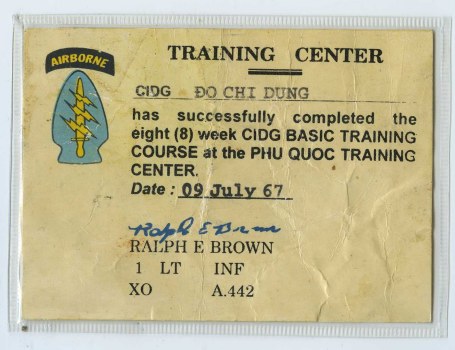 AIRBORNE
TRAINING CENTER
CIDG ĐO CHI DUNG
has successfully completed the
eight (8) week CIDG BASIC TRAINING
COURSE at the PHU QUOC TRAINING
CENTER.
Date : 09 July 67
Ralph E Brown
RALPH E BROWN
1 LT INF
XO A.442